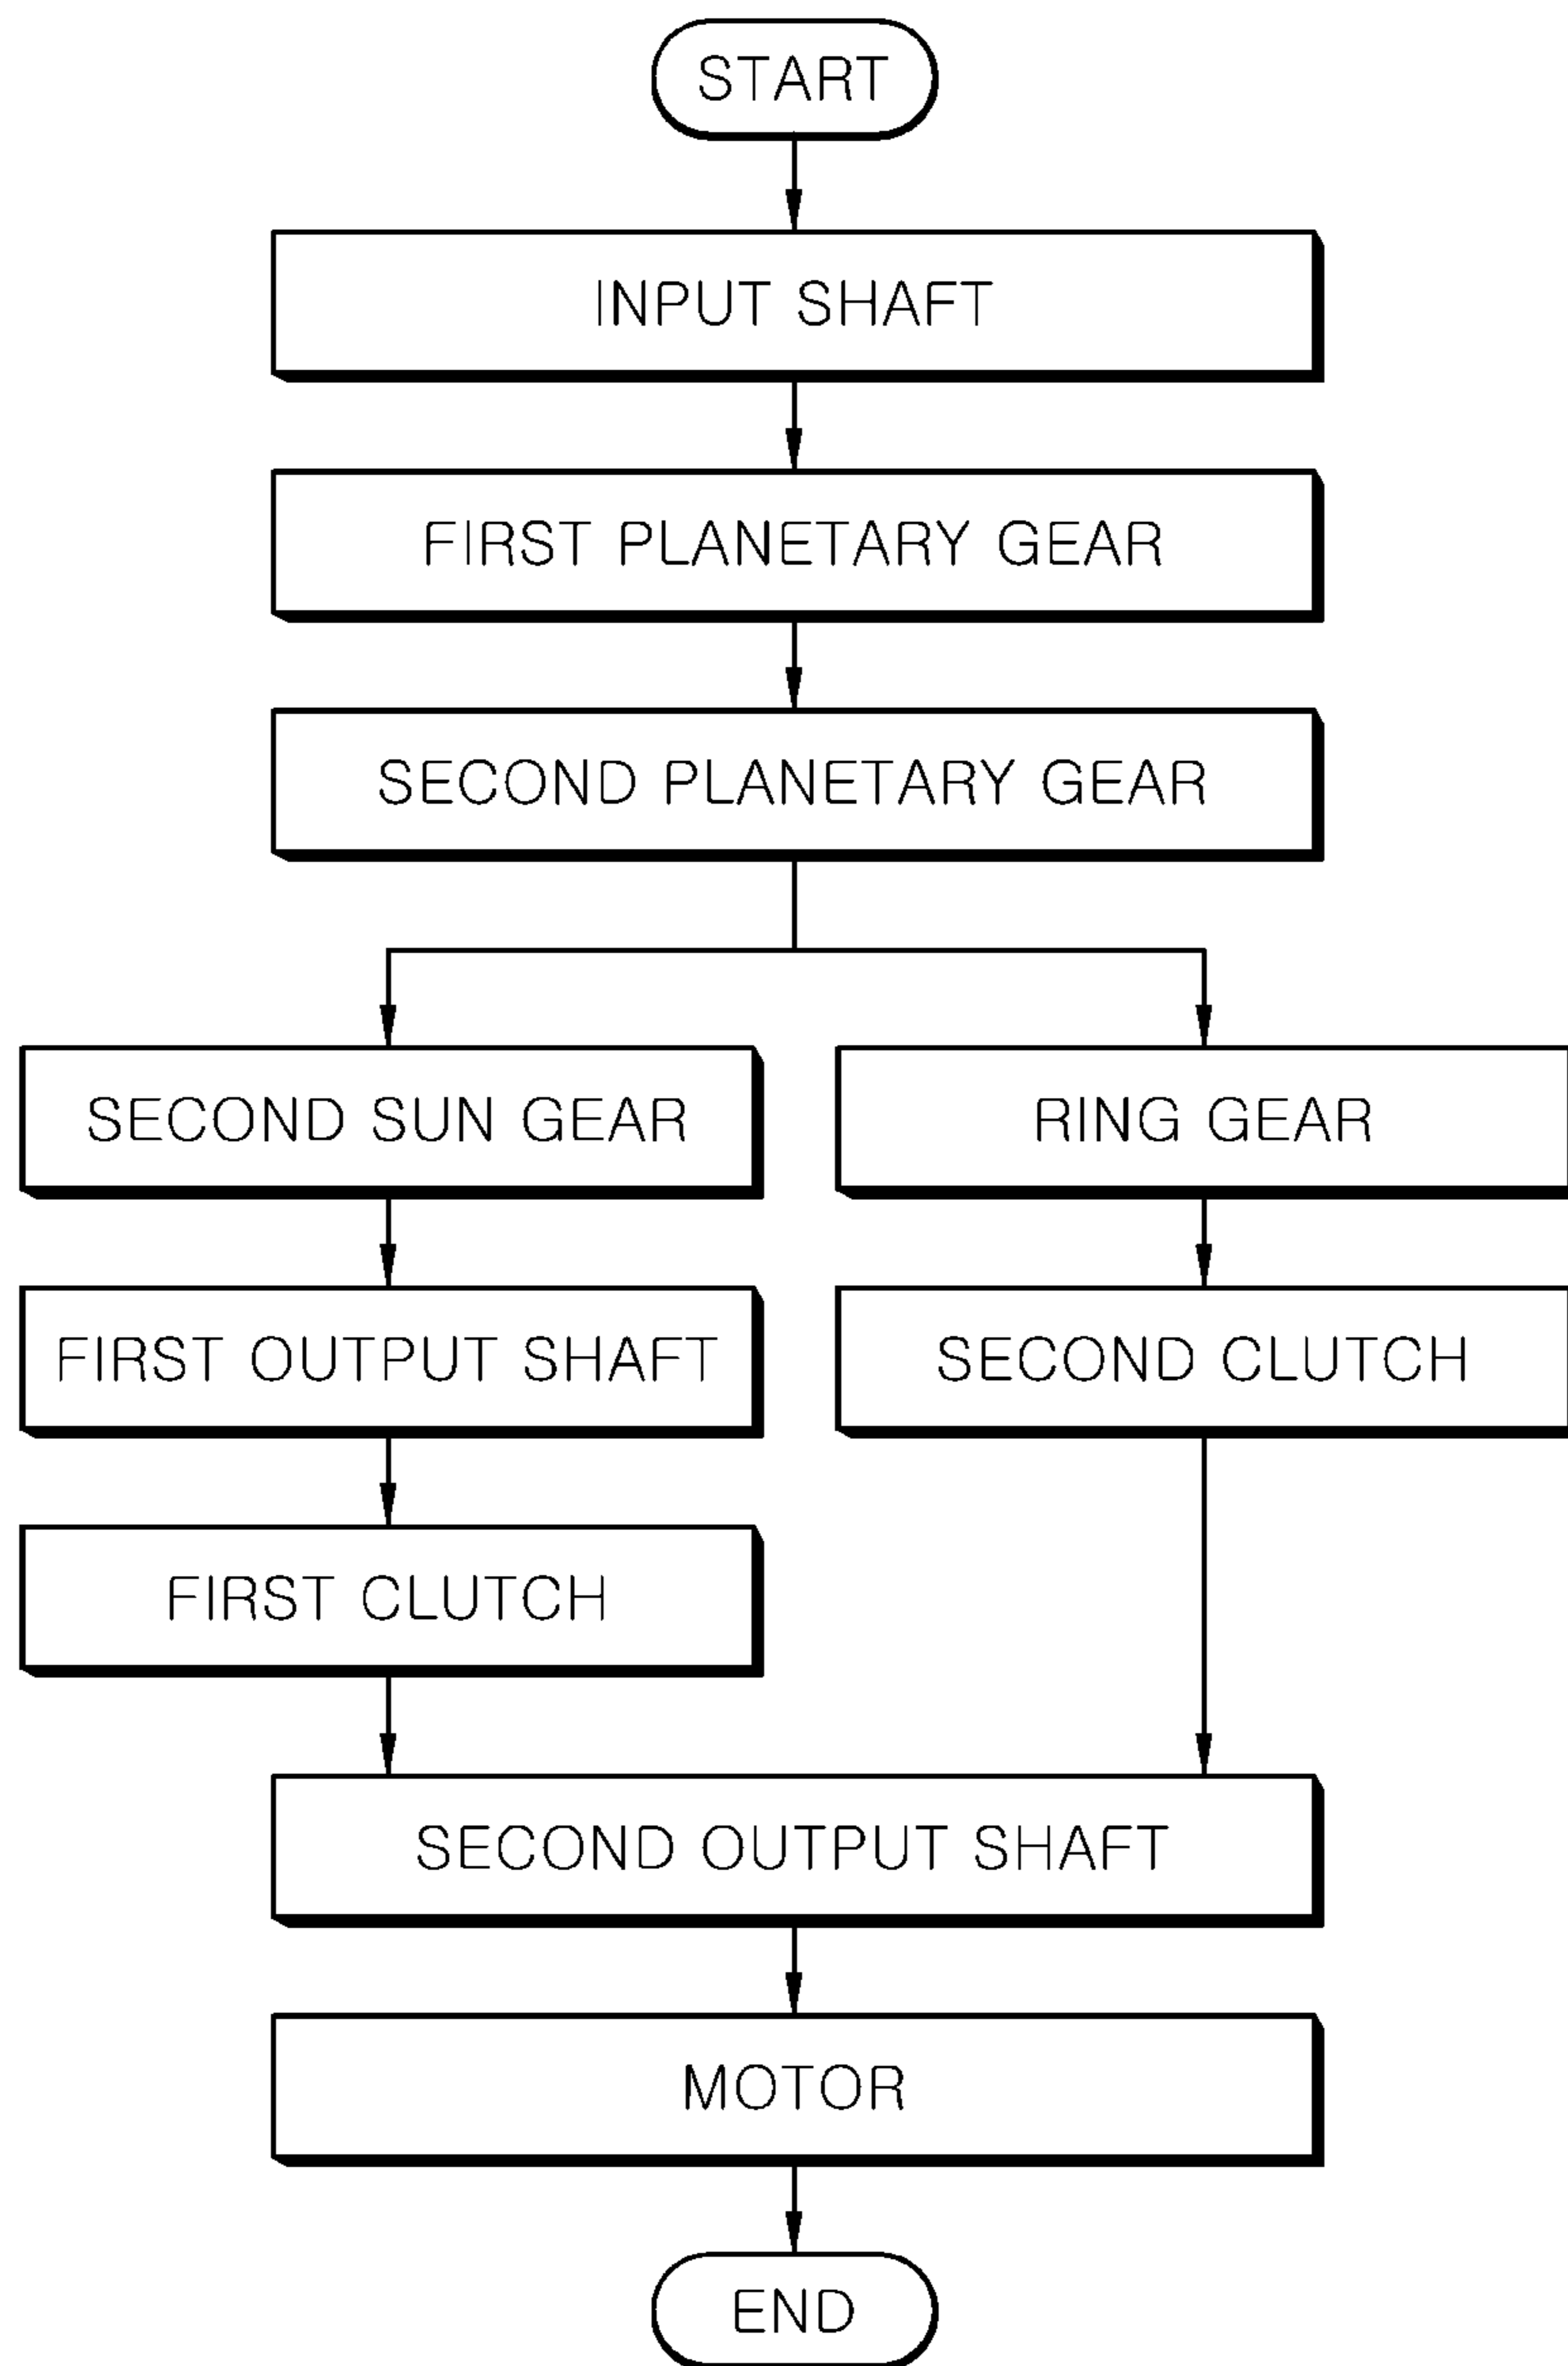 START
INPUT SHAFT
FIRST PLANETARY GEAR
SECOND PLANETARY GEAR
SECOND SUN GEAR
RING GEAR
FIRST OUTPUT SHAFT
SECOND CLUTCH
FIRST CLUTCH
SECOND OUTPUT SHAFT
MOTOR
END